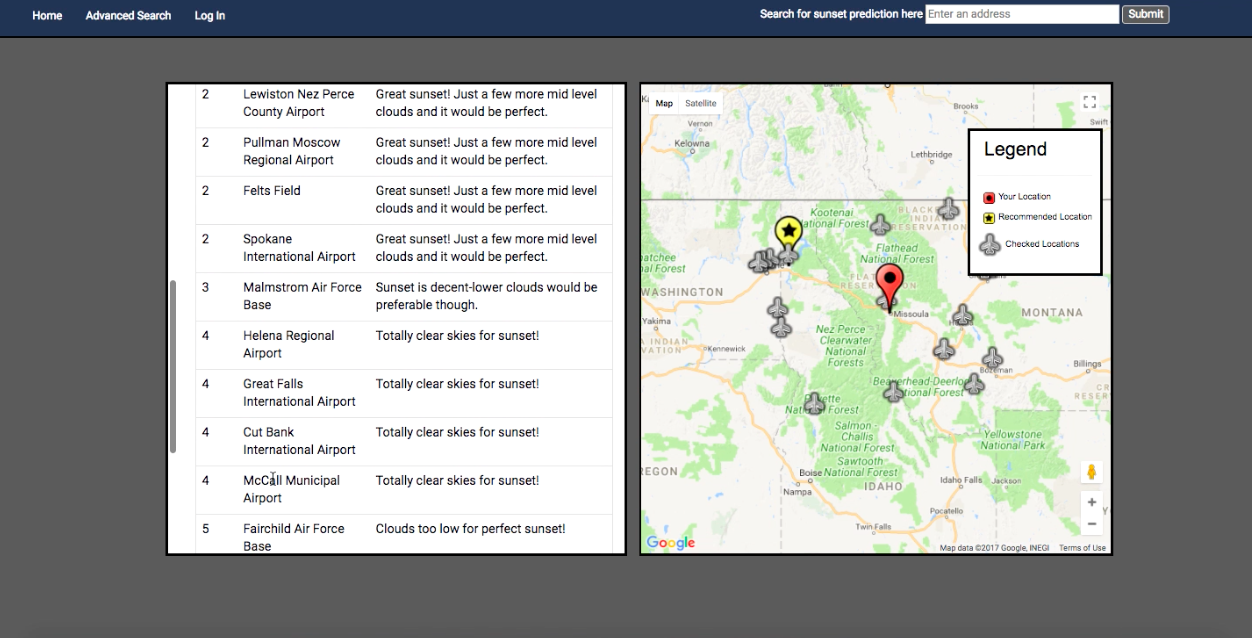 Home Advanced Search Log In Search for sunset prediction here Enter an address Submit
2 Lewiston Nez Perce Great sunset! Just a few more mid level
County Airport clouds and it would be perfect.
2 Pullman Moscow Great sunset! Just a few more mid level
Regional Airport clouds and it would be perfect.
2 Felts Field Great sunset! Just a few more mid level
clouds and it would be perfect.
2 Spokane Great sunset! Just a few more mid level
International Airport clouds and it would be perfect.
3 Malmstrom Air Force Sunset is decent-lower clouds would be
Base preferable though.
4 Helena Regional Totally clear skies for sunset!
Airport
4 Great Falls Totally clear skies for sunset!
International Airport
4 Cut Bank Totally clear skies for sunset!
International Airport
4 McCall Municipal Totally clear skies for sunset!
Airport
5 Fairchild Air Force Clouds too low for perfect sunset!
Base
Map Satellite
Brooks
Swift
Vernon
Kelowna
Lethbridge
Legend
Your Location
Recommended Location
Checked Locations
Kootenai
National Forest
Flathead
National Forest
WASHINGTON
Missoula
MONTANA
Yakima
Kennewick
Nez Perce
Clearwater
National
Forests
Billings
Bozeman
National Forest
Salmon -
Challis
National Forest
Sawtooth
National Forest
Yellowstone
National Park
Boise
Nampa
IDAHO
Idaho Falls
Jackson
Pocatello
Twin Falls
Google
Map data ©2017 Google, INEGI Terms of Use